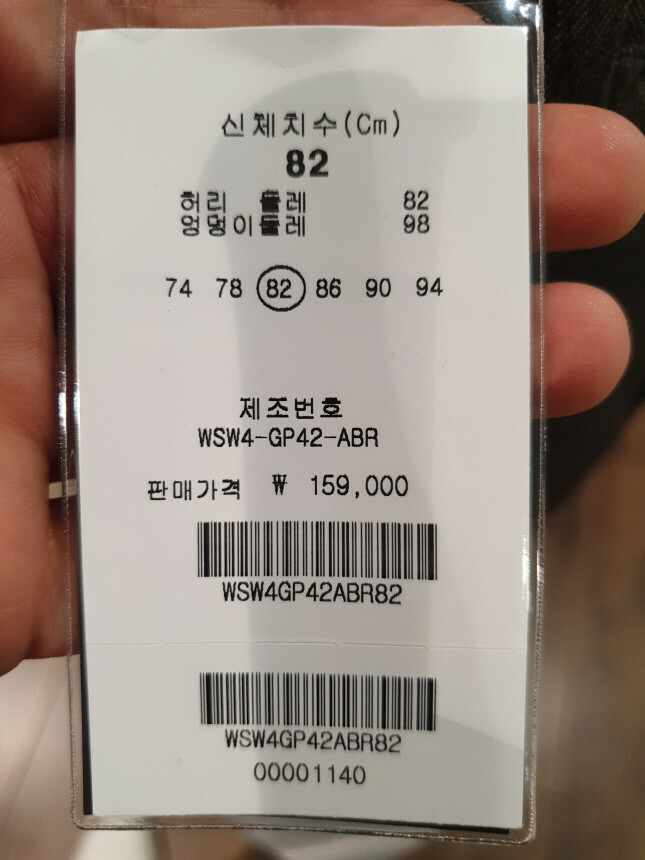 신체치수(Cm)
82
허리 둘레 82
엉덩이둘레 98
74 78 82 86 90 94
제조번호
WSW4-GP42-ABR
판매가격 ₩ 159,000
WSW4GP42ABR82
WSW4GP42ABR82
00001140